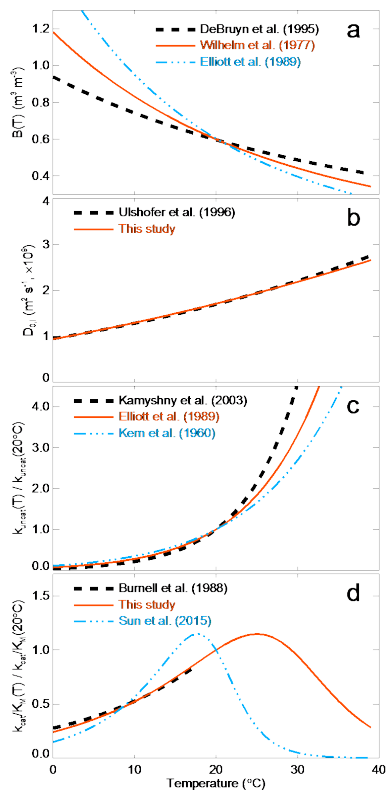 1.2
1.0
0.8
0.6
0.4
B(T) (m³ m⁻³)
a
DeBruyn et al. (1995)
Wilhelm et al. (1977)
Elliott et al. (1989)
4
3
2
1
0
D₀,ᵢ (m² s⁻¹, ×10⁹)
b
Ulshofer et al. (1996)
This study
4.0
3.0
2.0
1.0
0.0
kuncat(T) / kuncat(20°C)
c
Kamyshny et al. (2003)
Elliott et al. (1989)
Kern et al. (1960)
1.5
1.0
0.5
0.0
kcat/KM(T) / kcat/KM(20°C)
d
Burnell et al. (1988)
This study
Sun et al. (2015)
0 10 20 30 40
Temperature (°C)